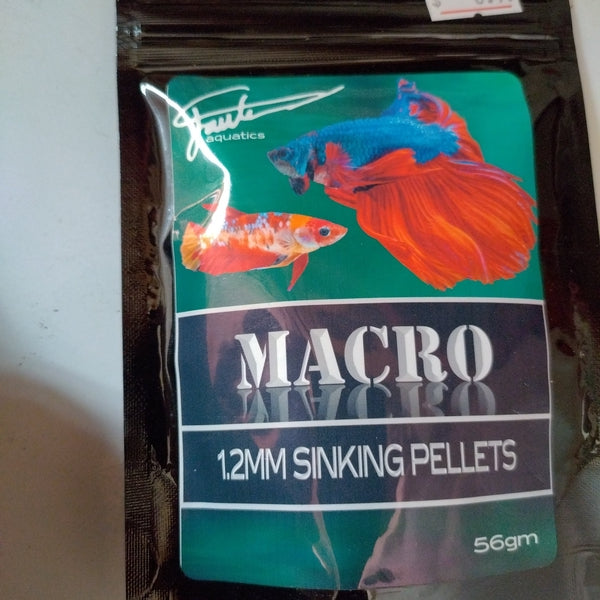 aquatics
MACRO
1.2MM SINKING PELLETS
56gm